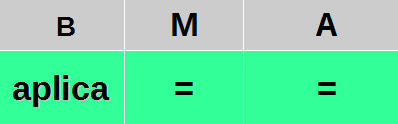 B M A
aplica = =